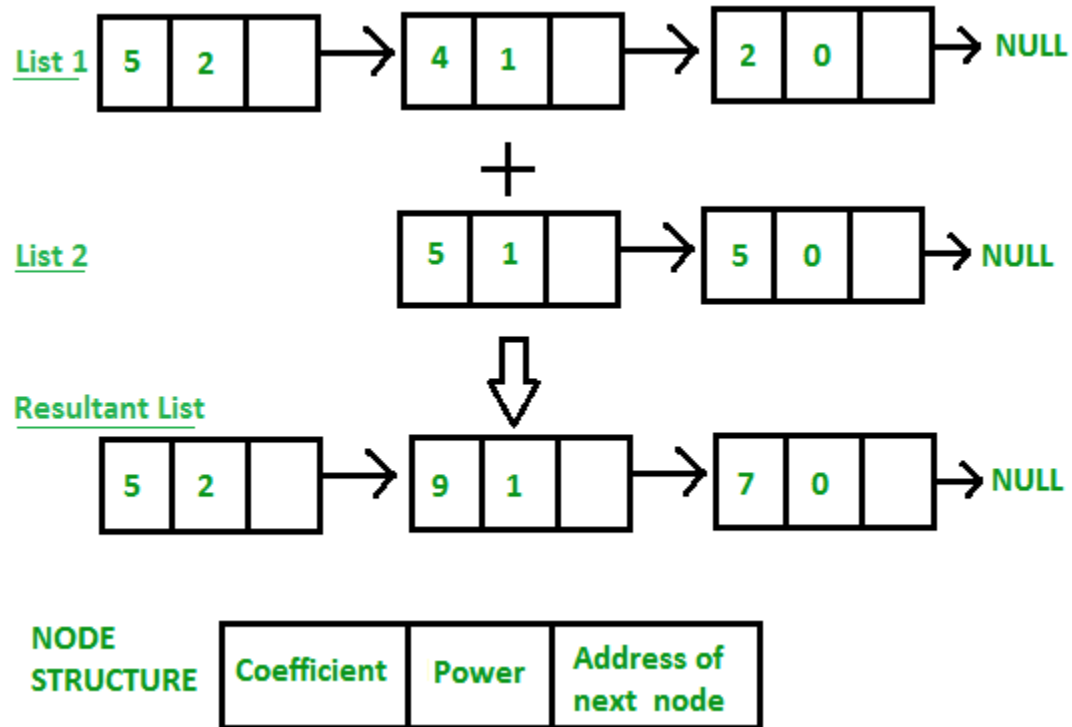 List 1 5 2 4 1 2 0 NULL
+
List 2 5 1 5 0 NULL
Resultant List
5 2 9 1 7 0 NULL
NODE
STRUCTURE
Coefficient Power Address of
next node